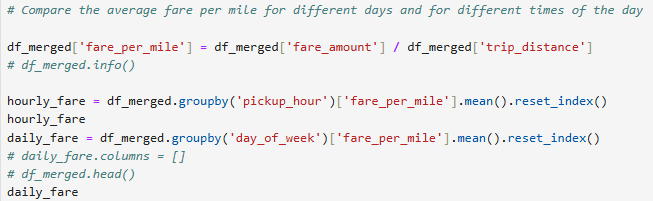 # Compare the average fare per mile for different days and for different times of the day
df_merged['fare_per_mile'] = df_merged['fare_amount'] / df_merged['trip_distance']
# df_merged.info()
hourly_fare = df_merged.groupby('pickup_hour')['fare_per_mile'].mean().reset_index()
hourly_fare
daily_fare = df_merged.groupby('day_of_week')['fare_per_mile'].mean().reset_index()
# daily_fare.columns = []
# df_merged.head()
daily_fare